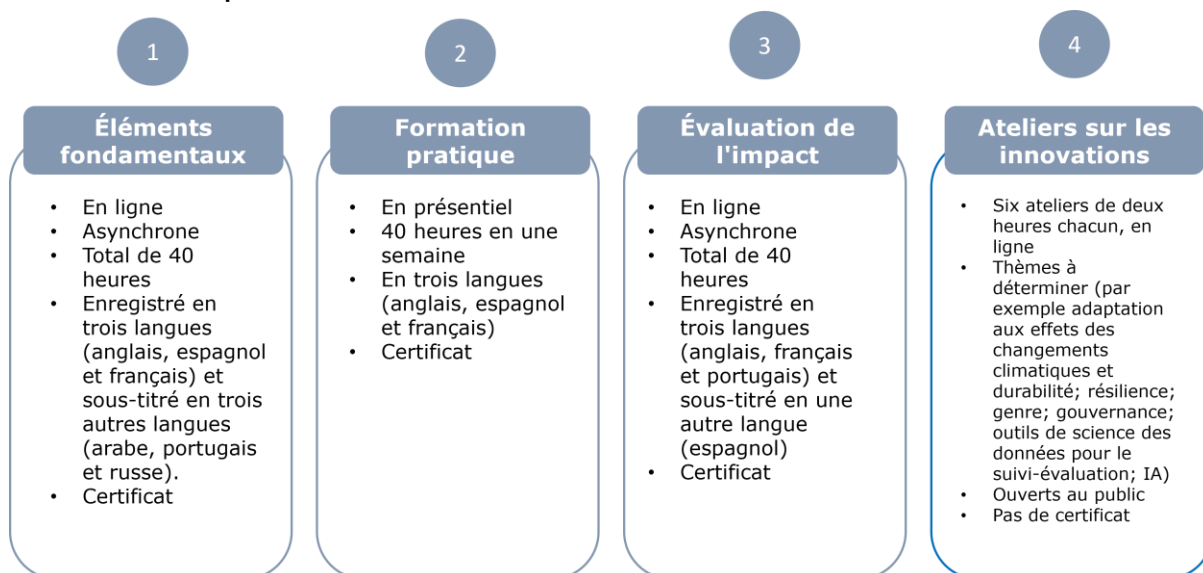 1
Éléments
fondamentaux
• En ligne
• Asynchrone
• Total de 40
heures
• Enregistré en
trois langues
(anglais, espagnol
et français) et
sous-titré en trois
autres langues
(arabe, portugais
et russe).
• Certificat
2
Formation
pratique
• En présentiel
• 40 heures en une
semaine
• En trois langues
(anglais, espagnol
et français)
• Certificat
3
Évaluation de
l'impact
• En ligne
• Asynchrone
• Total de 40
heures
• Enregistré en
trois langues
(anglais, français
et portugais) et
sous-titré en une
autre langue
(espagnol)
• Certificat
4
Ateliers sur les
innovations
• Six ateliers de deux
heures chacun, en
ligne
• Thèmes à
déterminer (par
exemple adaptation
aux effets des
changements
climatiques et
durabilité; résilience;
genre; gouvernance;
outils de science des
données pour le
suivi-évaluation; IA)
• Ouverts au public
• Pas de certificat